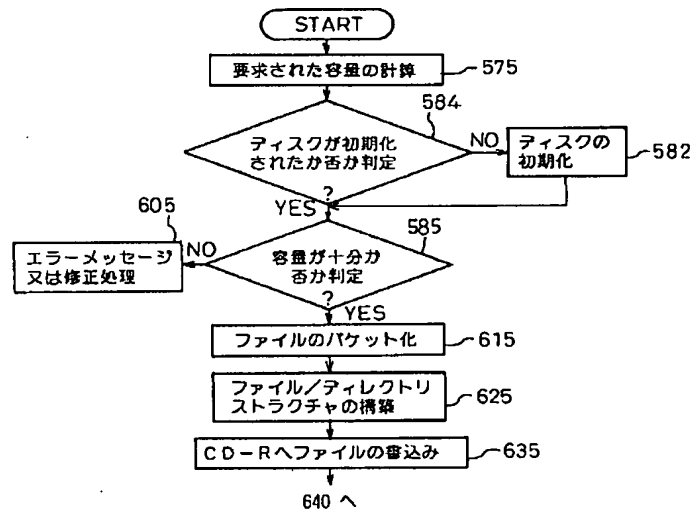 START
要求された容量の計算
575
584
ディスクが初期化
されたか否か判定
?
NO
ディスクの
初期化
582
YES
605
エラーメッセージ
又は修正処理
NO
585
容量が十分か
否か判定
?
YES
ファイルのパケット化
615
ファイル/ディレクトリ
ストラクチャの構築
625
CD-Rへファイルの書込み
635
640 へ